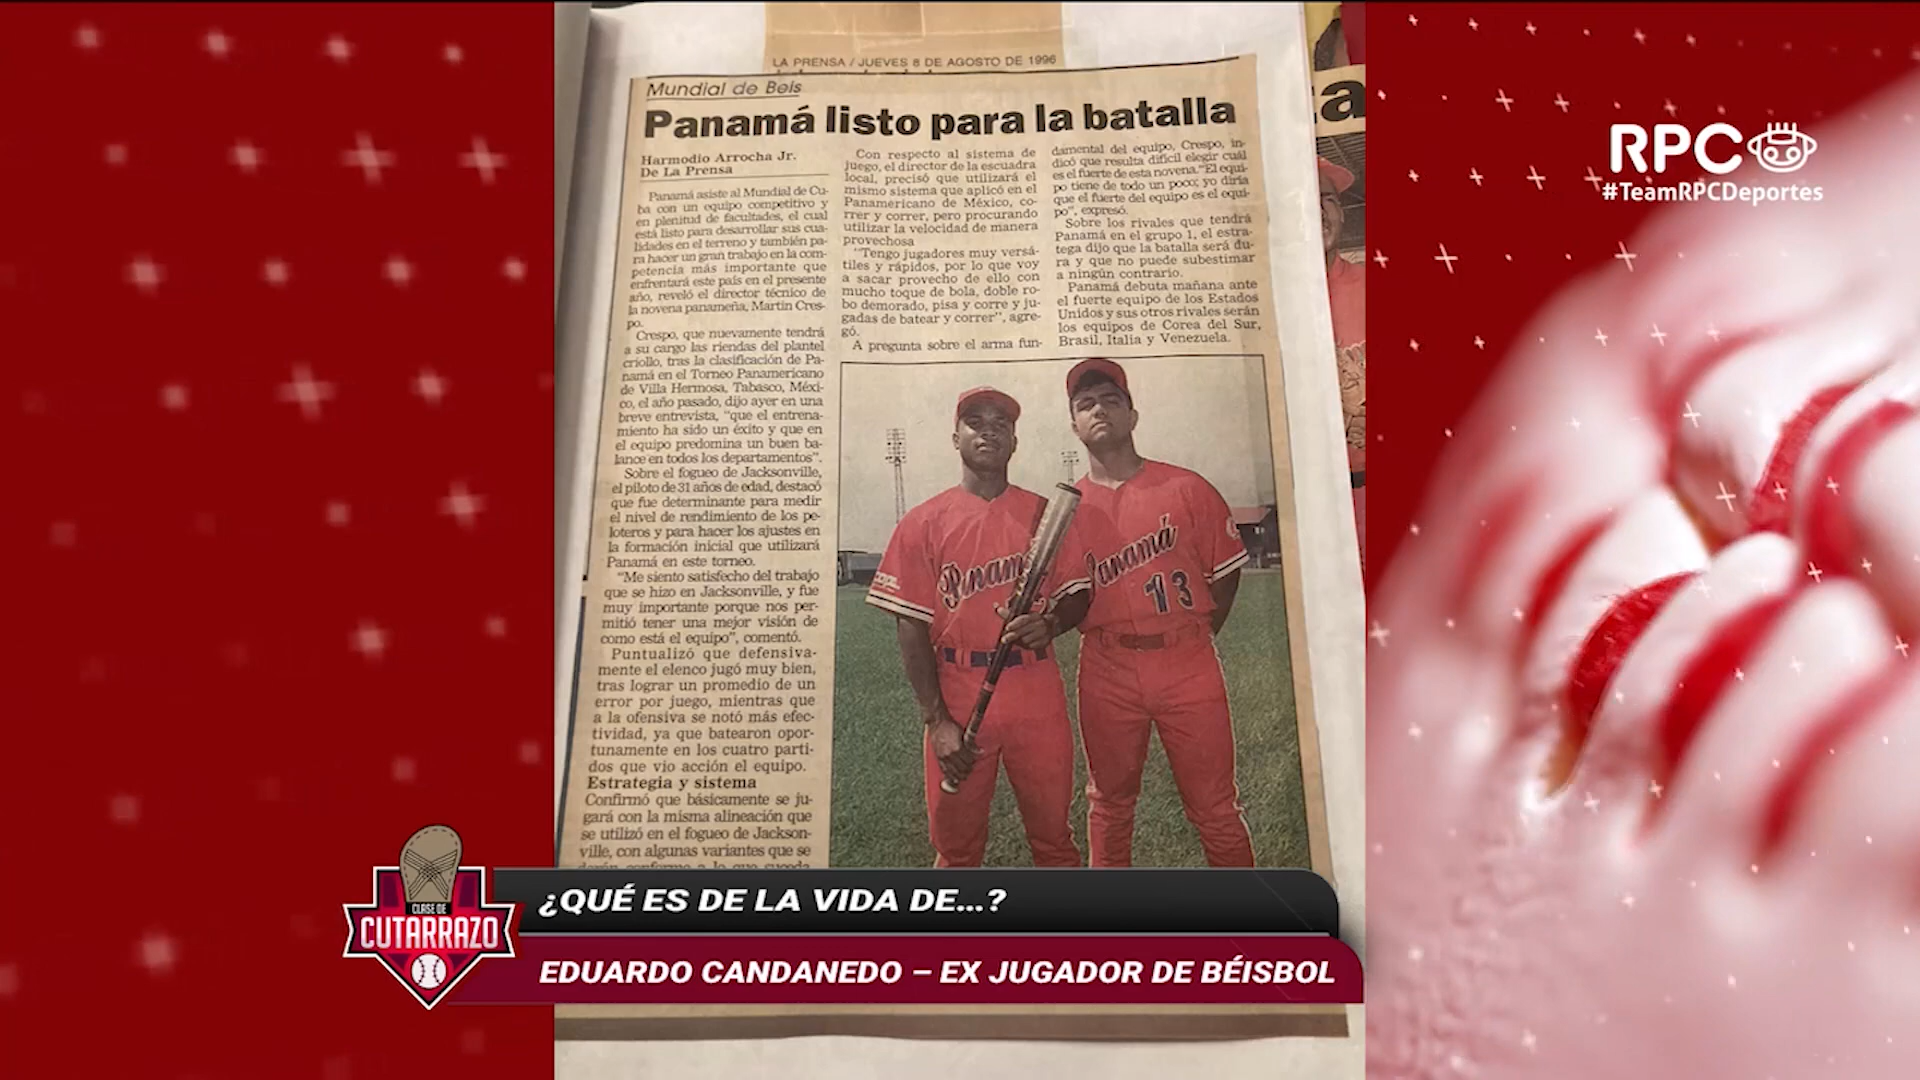 LA PRENSA / JUEVES 8 DE AGOSTO DE 1996
Mundial de Beis
Panamá listo para la batalla
Harmodio Arrocha Jr.
De La Prensa
Panamá asiste al Mundial de Cu-
ba con un equipo competitivo y
en plenitud de facultades, el cual
está listo para desarrollar sus cua-
lidades en el terreno y también pa-
ra hacer un gran trabajo en la com-
petencia más importante que
enfrentará este país en el presente
año, reveló el director técnico de
la novena panameña, Martín Cres-
po.
Crespo, que nuevamente tendrá
a su cargo las riendas del plantel
criollo, tras la clasificación de Pa-
namá en el Torneo Panamericano
de Villa Hermosa, Tabasco, Méxi-
co, el año pasado, dijo ayer en una
breve entrevista, "que el entrena-
miento ha sido un éxito y que en
el equipo predomina un buen ba-
lance en todos los departamentos".
Sobre el fogueo de Jacksonville,
el piloto de 31 años de edad, destacó
que fue determinante para medir
el nivel de rendimiento de los pe-
loteros y para hacer los ajustes en
la formación inicial que utilizará
Panamá en este torneo.
"Me siento satisfecho del trabajo
que se hizo en Jacksonville, y fue
muy importante porque nos per-
mitió tener una mejor visión de
como está el equipo", comentó.
Puntualizó que defensiva-
mente el elenco jugó muy bien,
tras lograr un promedio de un
error por juego, mientras que
a la ofensiva se notó más efec-
tividad, ya que batearon opor-
tunamente en los cuatro parti-
dos que vio acción el equipo.
Estrategia y sistema
Confirmó que básicamente se ju-
gará con la misma alineación que
se utilizó en el fogueo de Jackson-
ville, con algunas variantes que se
Con respecto al sistema de
juego, el director de la escuadra
local, precisó que utilizará el
mismo sistema que aplicó en el
Panamericano de México, co-
rrer y correr, pero procurando
utilizar la velocidad de manera
provechosa
"Tengo jugadores muy versá-
tiles y rápidos, por lo que voy
a sacar provecho de ello con
mucho toque de bola, doble ro-
bo demorado, pisa y corre y ju-
gadas de batear y correr", agre-
gó.
A pregunta sobre el arma fun-
damental del equipo, Crespo, in-
dicó que resulta difícil elegir cuál
es el fuerte de esta novena."El equi-
po tiene de todo un poco; yo diría
que el fuerte del equipo es el equi-
po", expresó.
Sobre los rivales que tendrá
Panamá en el grupo 1, el estra-
tega dijo que la batalla será du-
ra y que no puede subestimar
a ningún contrario.
Panamá debuta mañana ante
el fuerte equipo de los Estados
Unidos y sus otros rivales serán
los equipos de Corea del Sur,
Brasil, Italia y Venezuela.
Panamá
13
RPC
#TeamRPCDeportes
CLASE DE
CUTARRAZO
¿QUÉ ES DE LA VIDA DE...?
EDUARDO CANDANEDO – EX JUGADOR DE BÉISBOL